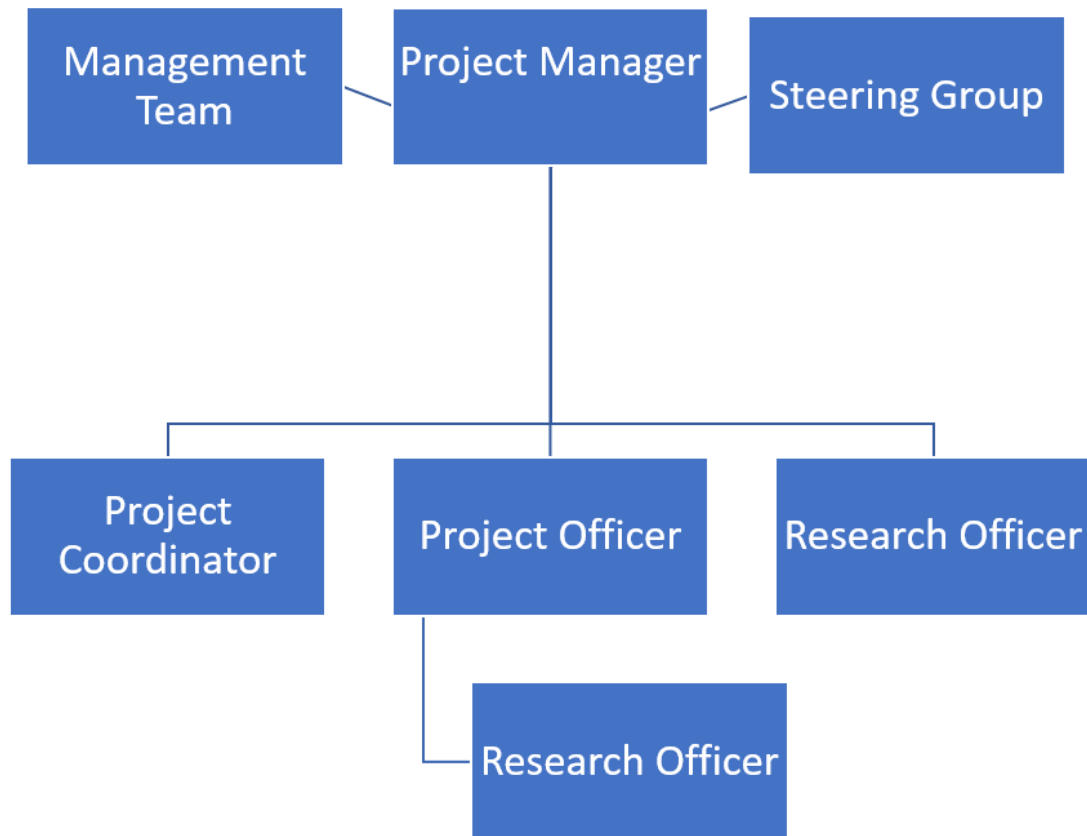 Management
Team
Project Manager
Steering Group
Project
Coordinator
Project Officer
Research Officer
Research Officer